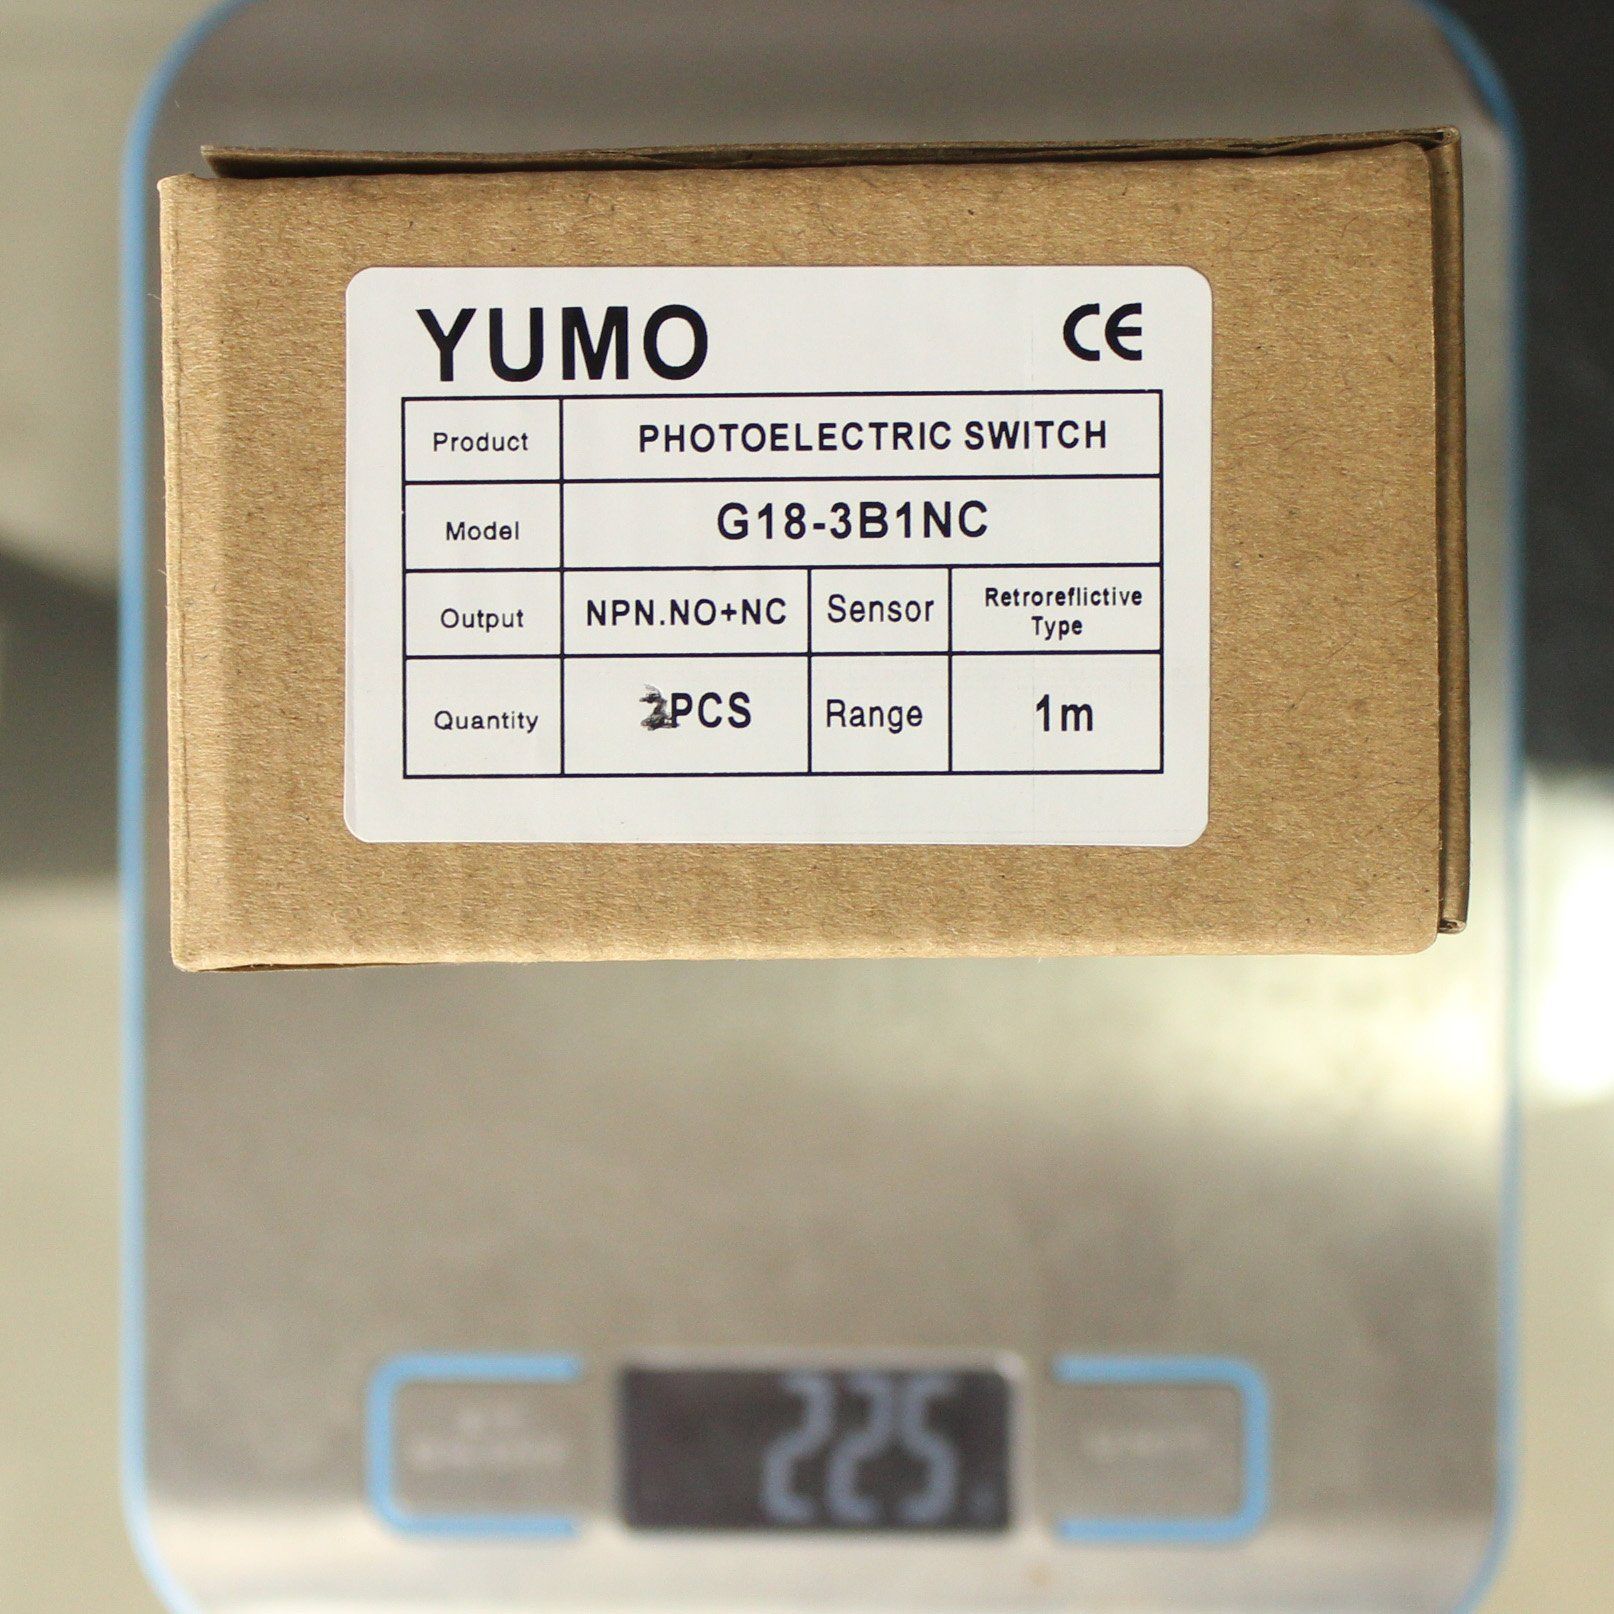 YUMO CE
Product PHOTOELECTRIC SWITCH
Model G18-3B1NC
Output NPN.NO+NC Sensor Retroreflictive
Type
Quantity 2PCS Range 1m
225